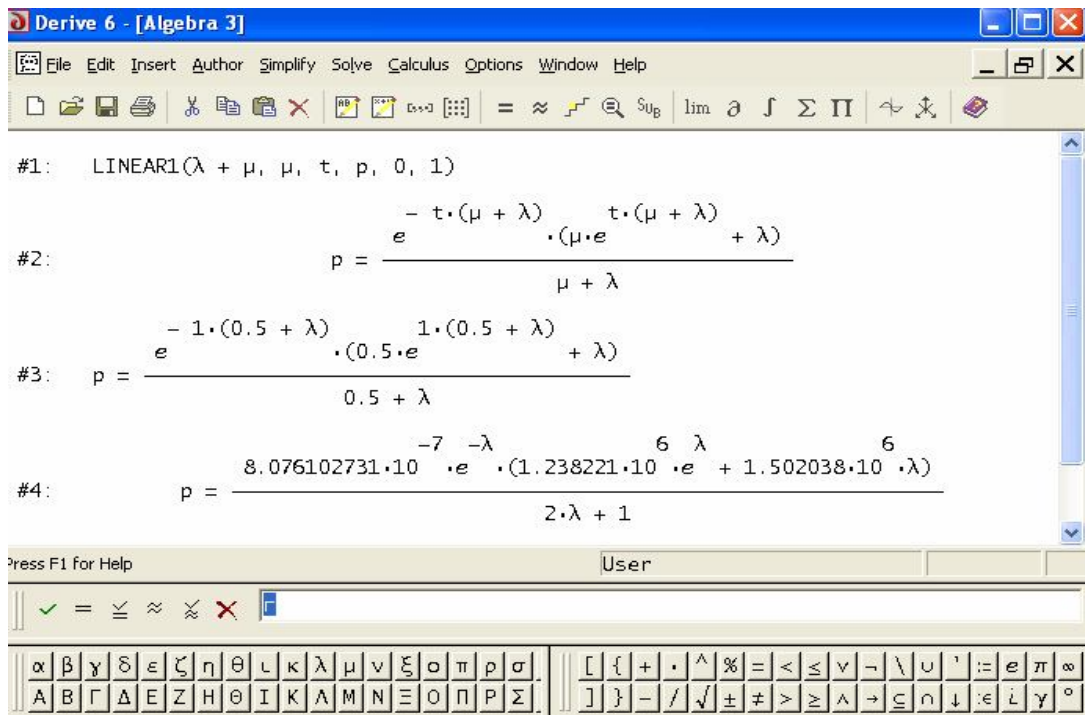 Derive 6 - [Algebra 3]
File Edit Insert Author Simplify Solve Calculus Options Window Help
= ≈ SUB lim ∂ ∫ Σ Π
#1: LINEAR1(λ + μ, μ, t, p, 0, 1)
#2: p = e^(- t·(μ + λ))·(μ·e^(t·(μ + λ)) + λ) / (μ + λ)
#3: p = e^(- 1·(0.5 + λ))·(0.5·e^(1·(0.5 + λ)) + λ) / (0.5 + λ)
#4: p = 8.076102731·10^(-7)·e^(-λ)·(1.238221·10^6·e^λ + 1.502038·10^6·λ) / (2·λ + 1)
Press F1 for Help User
α β γ δ ε ζ η θ ι κ λ μ ν ξ ο π ρ σ [ { + · ^ % = < ≤ ∨ ¬ \ ∪ ' := e π ∞
Α Β Γ Δ Ε Ζ Η Θ Ι Κ Λ Μ Ν Ξ Ο Π Ρ Σ ] } - / √ ± ≠ > ≥ ∧ → ⊆ ∩ ↓ :∈ i γ °